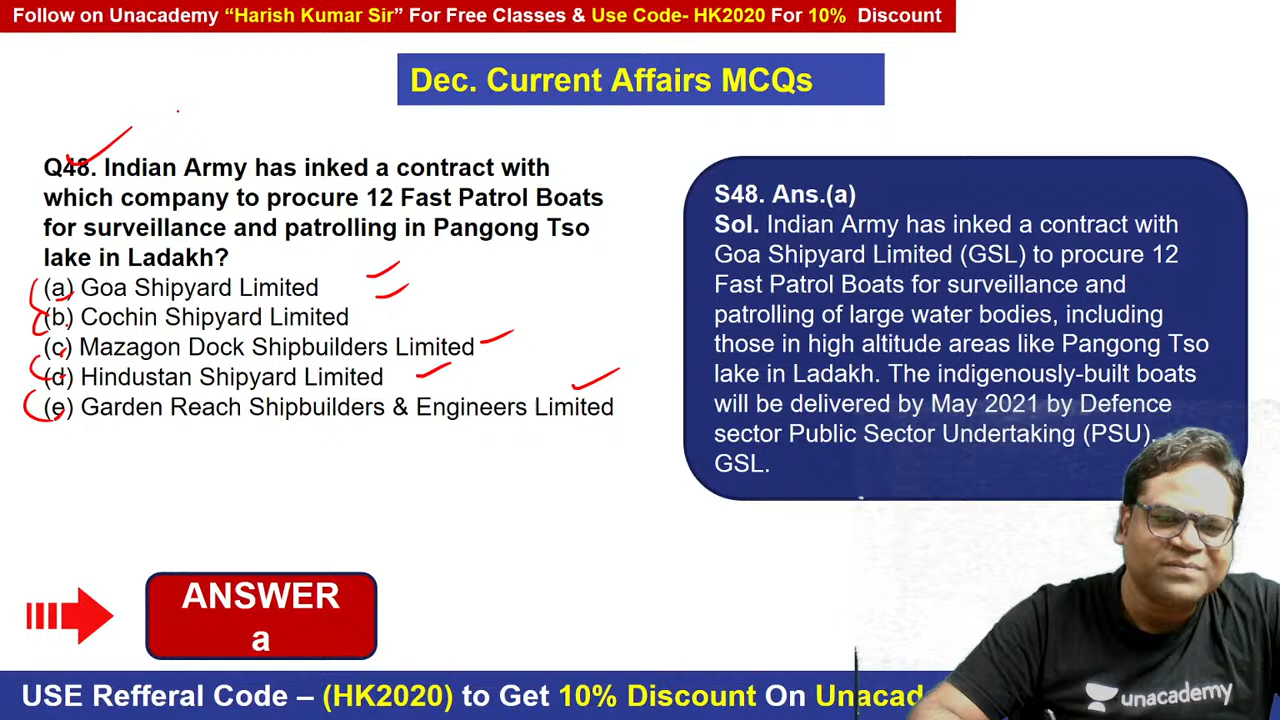 Follow on Unacademy “Harish Kumar Sir” For Free Classes & Use Code- HK2020 For 10% Discount
Dec. Current Affairs MCQs
Q48. Indian Army has inked a contract with
which company to procure 12 Fast Patrol Boats
for surveillance and patrolling in Pangong Tso
lake in Ladakh?
(a) Goa Shipyard Limited
(b) Cochin Shipyard Limited
(c) Mazagon Dock Shipbuilders Limited
(d) Hindustan Shipyard Limited
(e) Garden Reach Shipbuilders & Engineers Limited
S48. Ans.(a)
Sol. Indian Army has inked a contract with
Goa Shipyard Limited (GSL) to procure 12
Fast Patrol Boats for surveillance and
patrolling of large water bodies, including
those in high altitude areas like Pangong Tso
lake in Ladakh. The indigenously-built boats
will be delivered by May 2021 by Defence
sector Public Sector Undertaking (PSU),
GSL.
ANSWER
a
unacademy
USE Refferal Code – (HK2020) to Get 10% Discount On Unacad